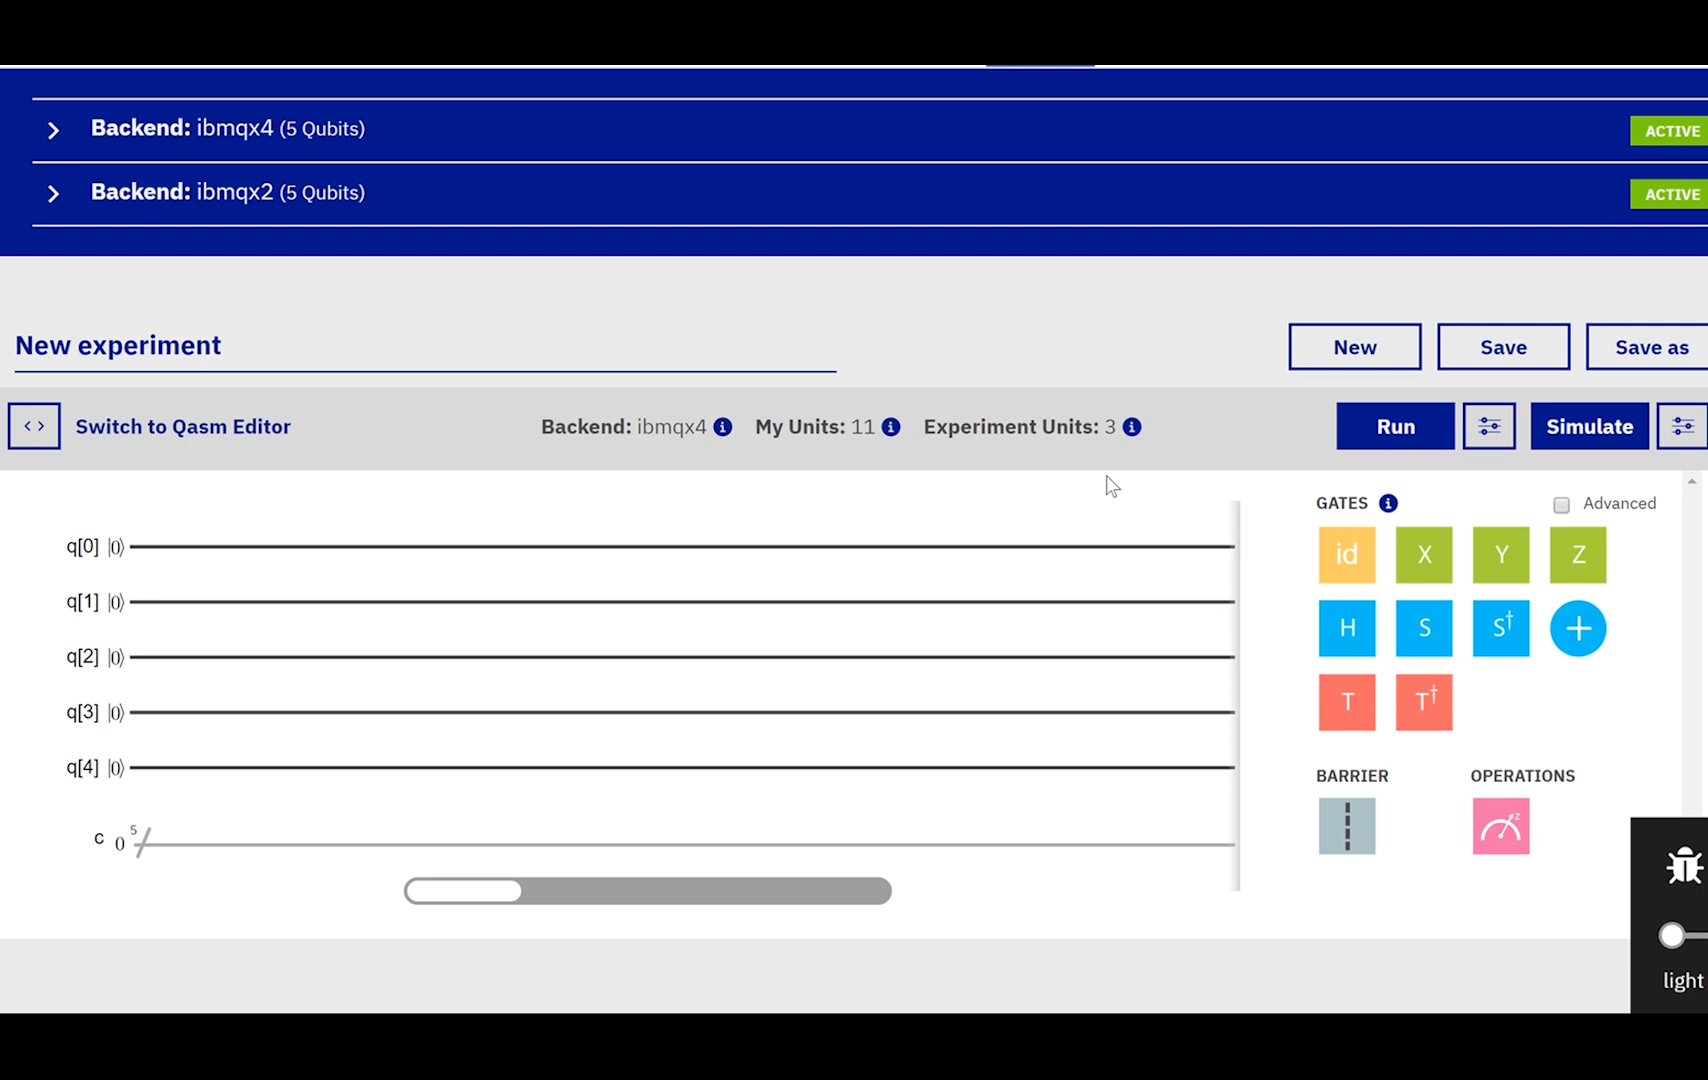 Backend: ibmqx4 (5 Qubits)
ACTIVE
Backend: ibmqx2 (5 Qubits)
ACTIVE
New experiment
New
Save
Save as
< >
Switch to Qasm Editor
Backend: ibmqx4 i
My Units: 11 i
Experiment Units: 3 i
Run
Simulate
GATES i
Advanced
q[0] |0⟩
q[1] |0⟩
q[2] |0⟩
q[3] |0⟩
q[4] |0⟩
c 0 5
id X Y Z
H S S† +
T T†
BARRIER
OPERATIONS
z
light